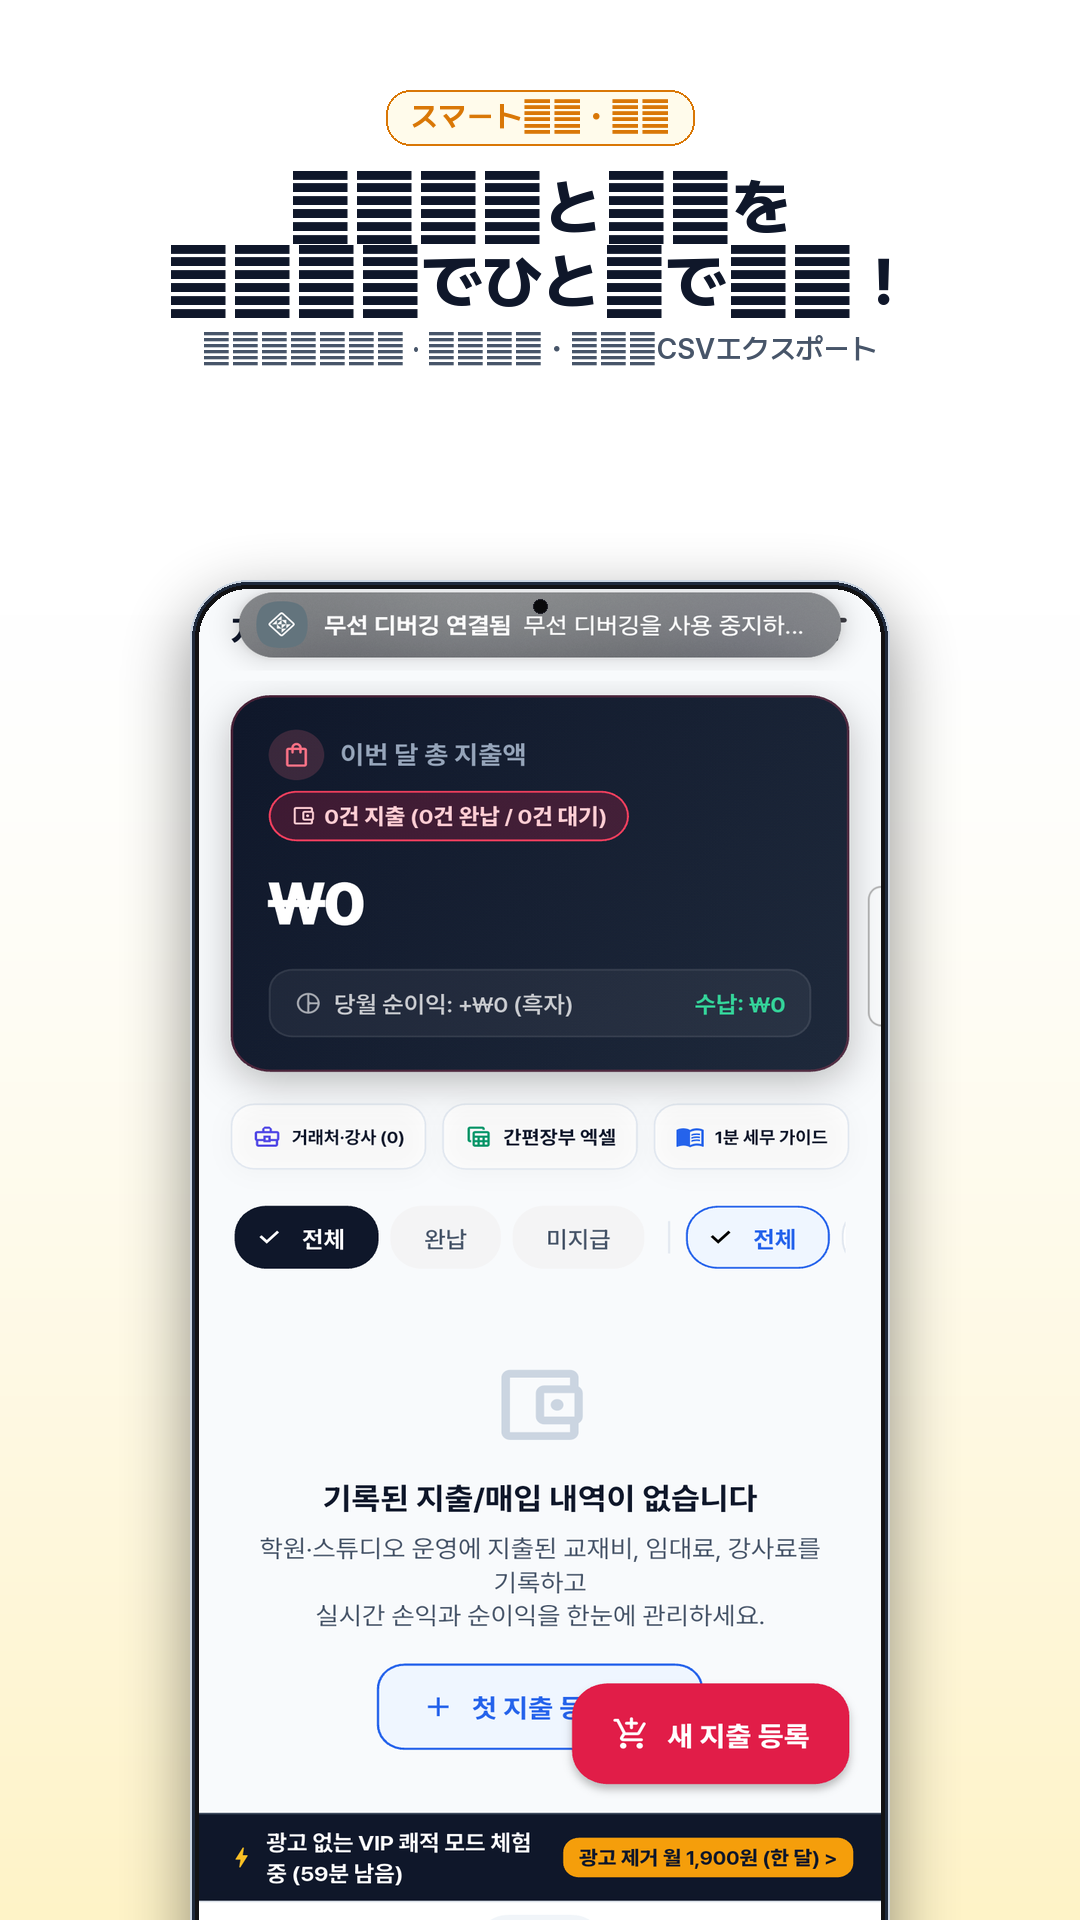 スマート・
とを
でひとで！
・・CSVエクスポート
무선 디버깅 연결됨 무선 디버깅을 사용 중지하...
이번 달 총 지출액
0건 지출 (0건 완납 / 0건 대기)
₩0
당월 순이익: +₩0 (흑자) 수납: ₩0
거래처·강사 (0) 간편장부 엑셀 1분 세무 가이드
전체 완납 미지급 전체
기록된 지출/매입 내역이 없습니다
학원·스튜디오 운영에 지출된 교재비, 임대료, 강사료를
기록하고
실시간 손익과 순이익을 한눈에 관리하세요.
첫 지출
새 지출 등록
광고 없는 VIP 쾌적 모드 체험
중 (59분 남음)
광고 제거 월 1,900원 (한 달) >